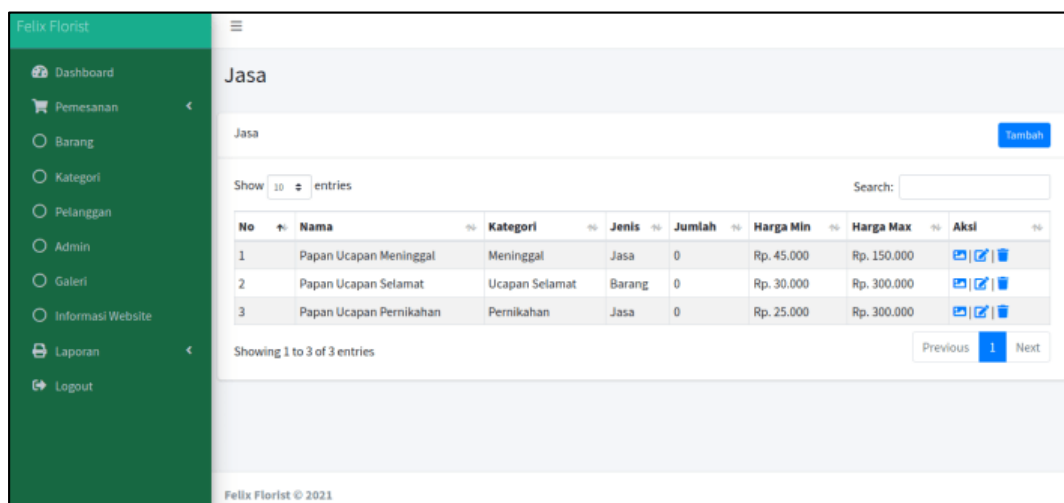 Felix Florist
Dashboard
Pemesanan
Barang
Kategori
Pelanggan
Admin
Galeri
Informasi Website
Laporan
Logout
Jasa
Jasa Tambah
Show 10 entries Search:
No Nama Kategori Jenis Jumlah Harga Min Harga Max Aksi
1 Papan Ucapan Meninggal Meninggal Jasa 0 Rp. 45.000 Rp. 150.000
2 Papan Ucapan Selamat Ucapan Selamat Barang 0 Rp. 30.000 Rp. 300.000
3 Papan Ucapan Pernikahan Pernikahan Jasa 0 Rp. 25.000 Rp. 300.000
Showing 1 to 3 of 3 entries Previous 1 Next
Felix Florist © 2021